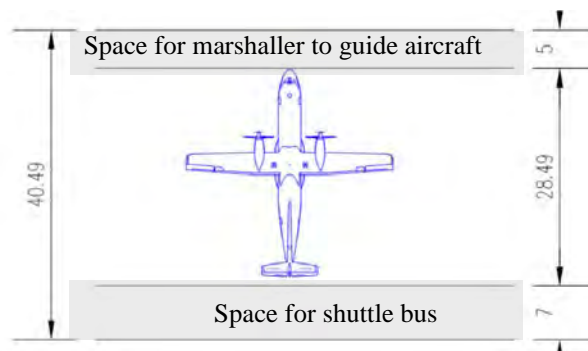 Space for marshaller to guide aircraft
5
40.49
28.49
Space for shuttle bus
7